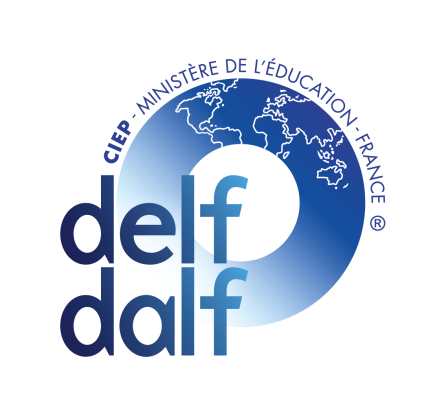 CIEP - MINISTÈRE DE L'ÉDUCATION - FRANCE ®
delf
dalf